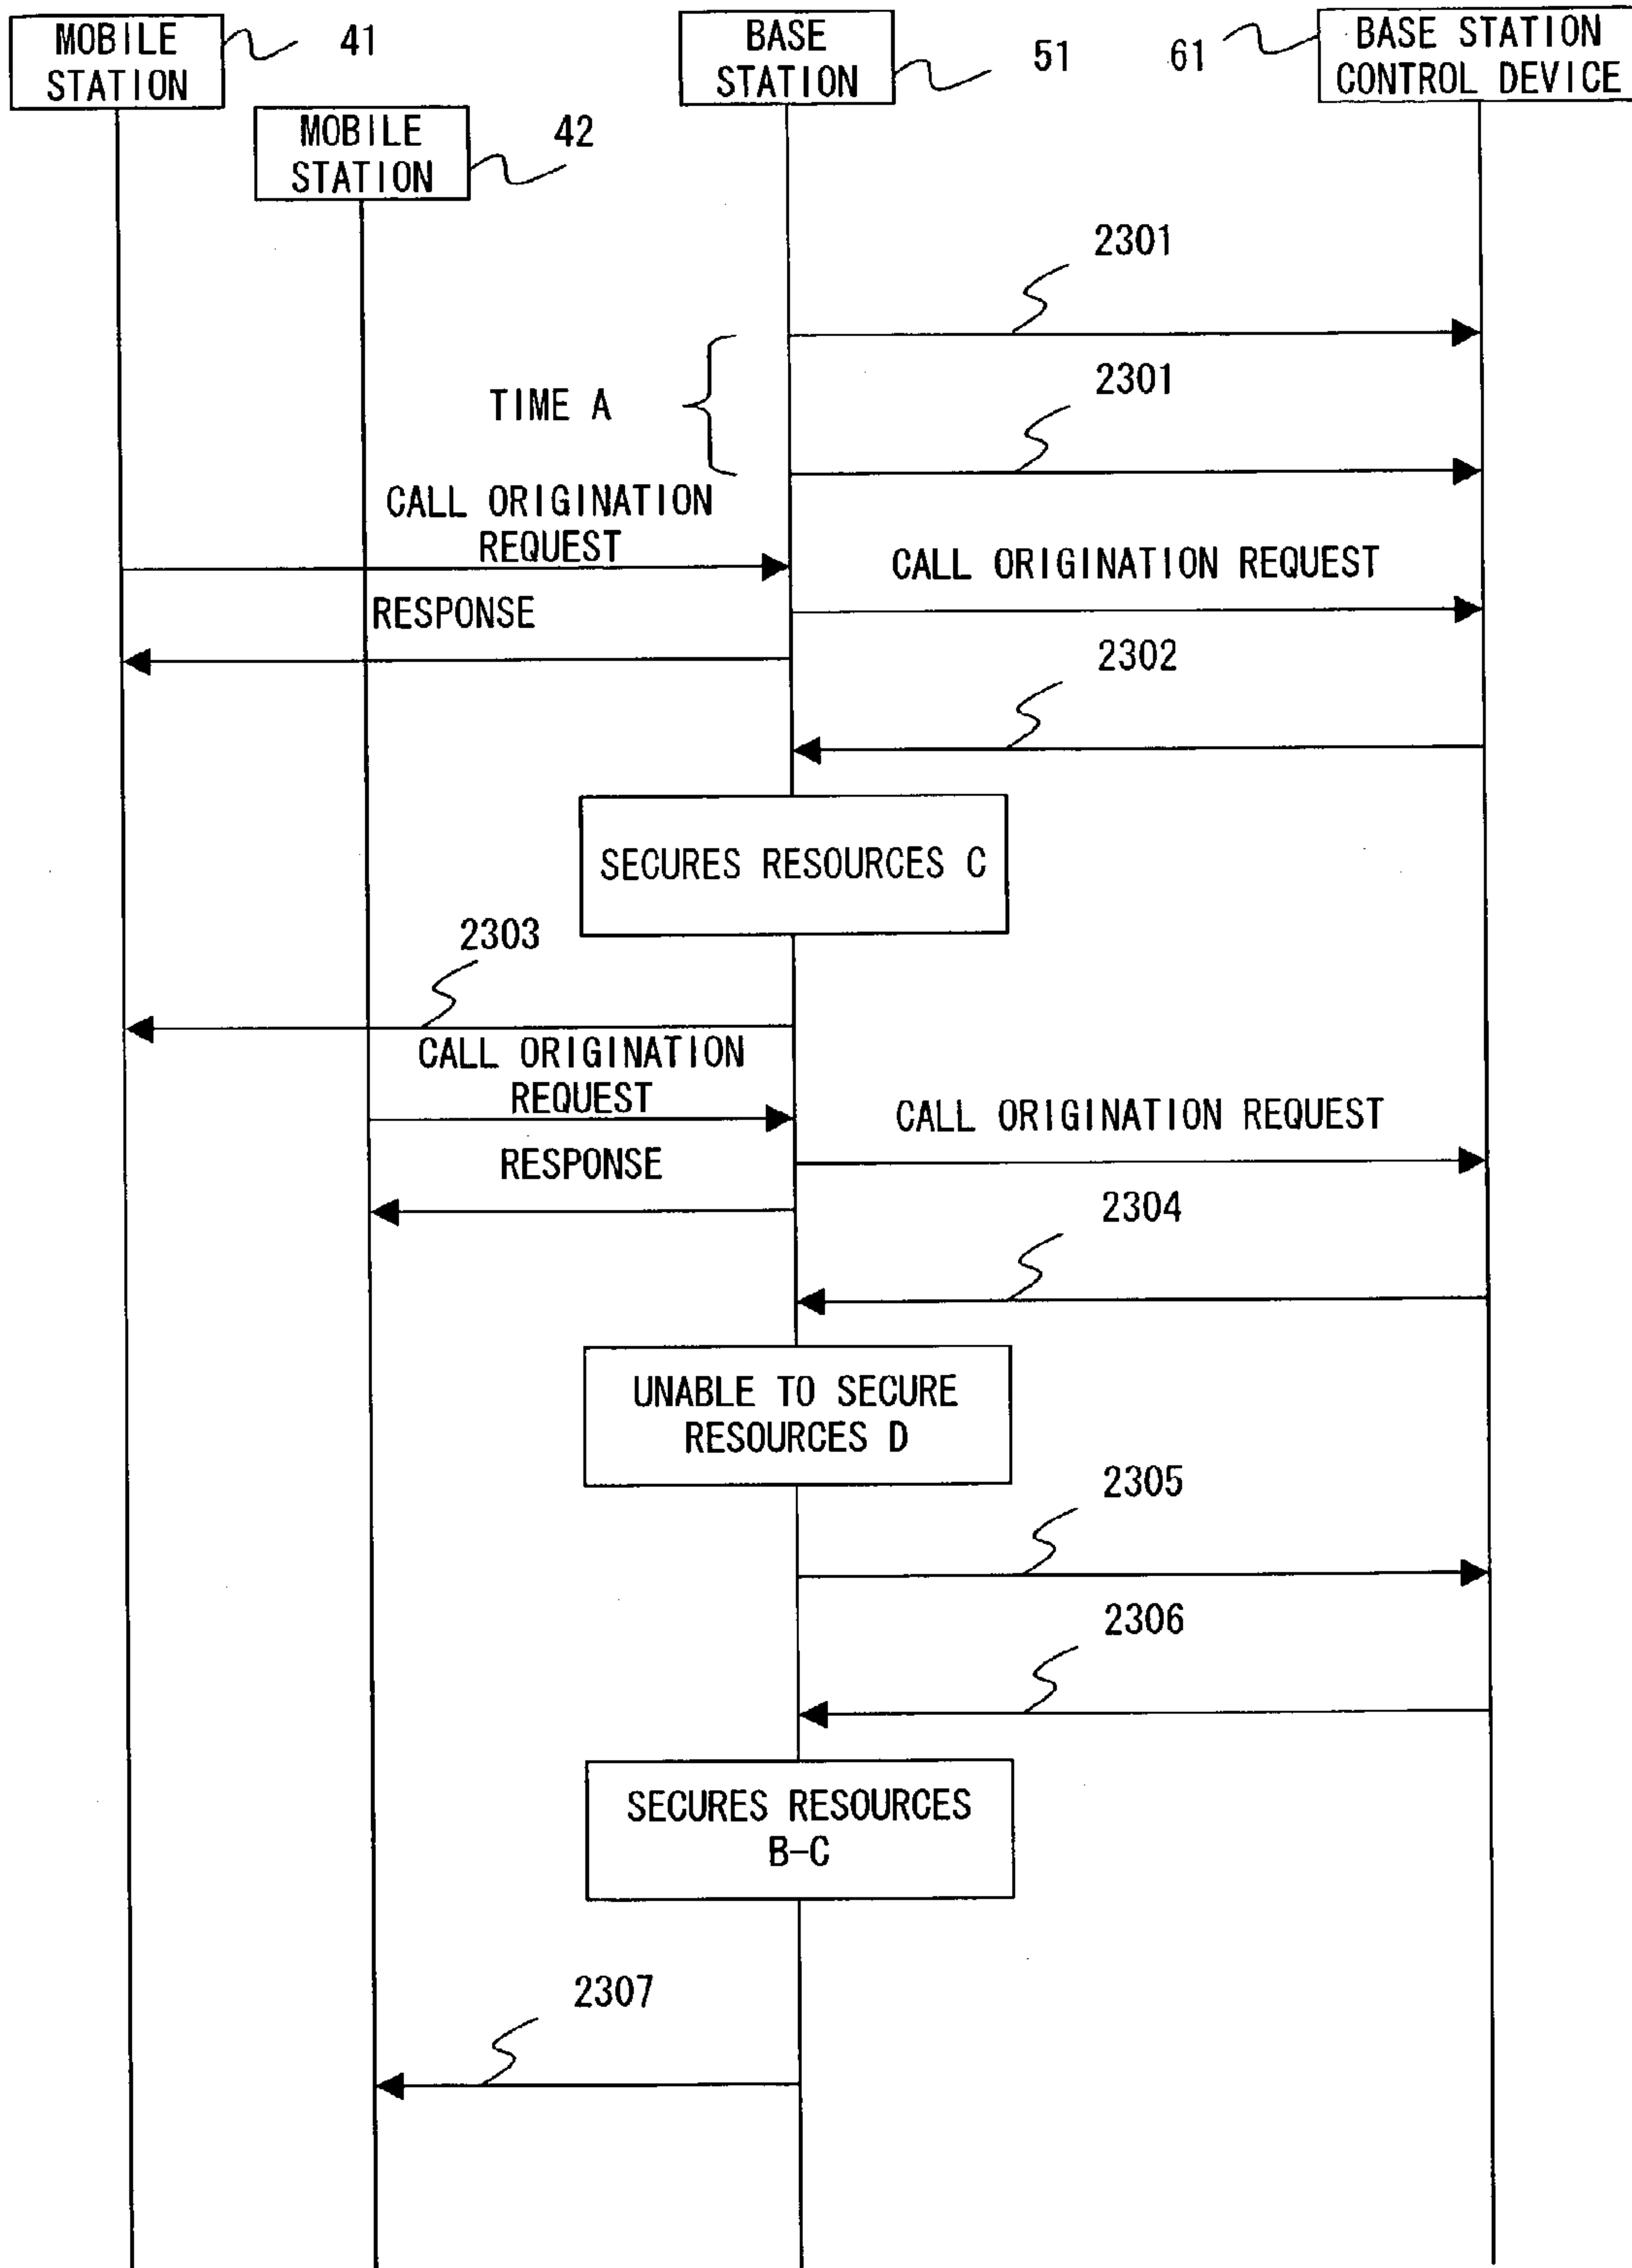 MOBILE
STATION
41
BASE
STATION
51
61
BASE STATION
CONTROL DEVICE
MOBILE
STATION
42
2301
2301
TIME A
CALL ORIGINATION
REQUEST
CALL ORIGINATION REQUEST
RESPONSE
2302
SECURES RESOURCES C
2303
CALL ORIGINATION
REQUEST
CALL ORIGINATION REQUEST
RESPONSE
2304
UNABLE TO SECURE
RESOURCES D
2305
2306
SECURES RESOURCES
B-C
2307